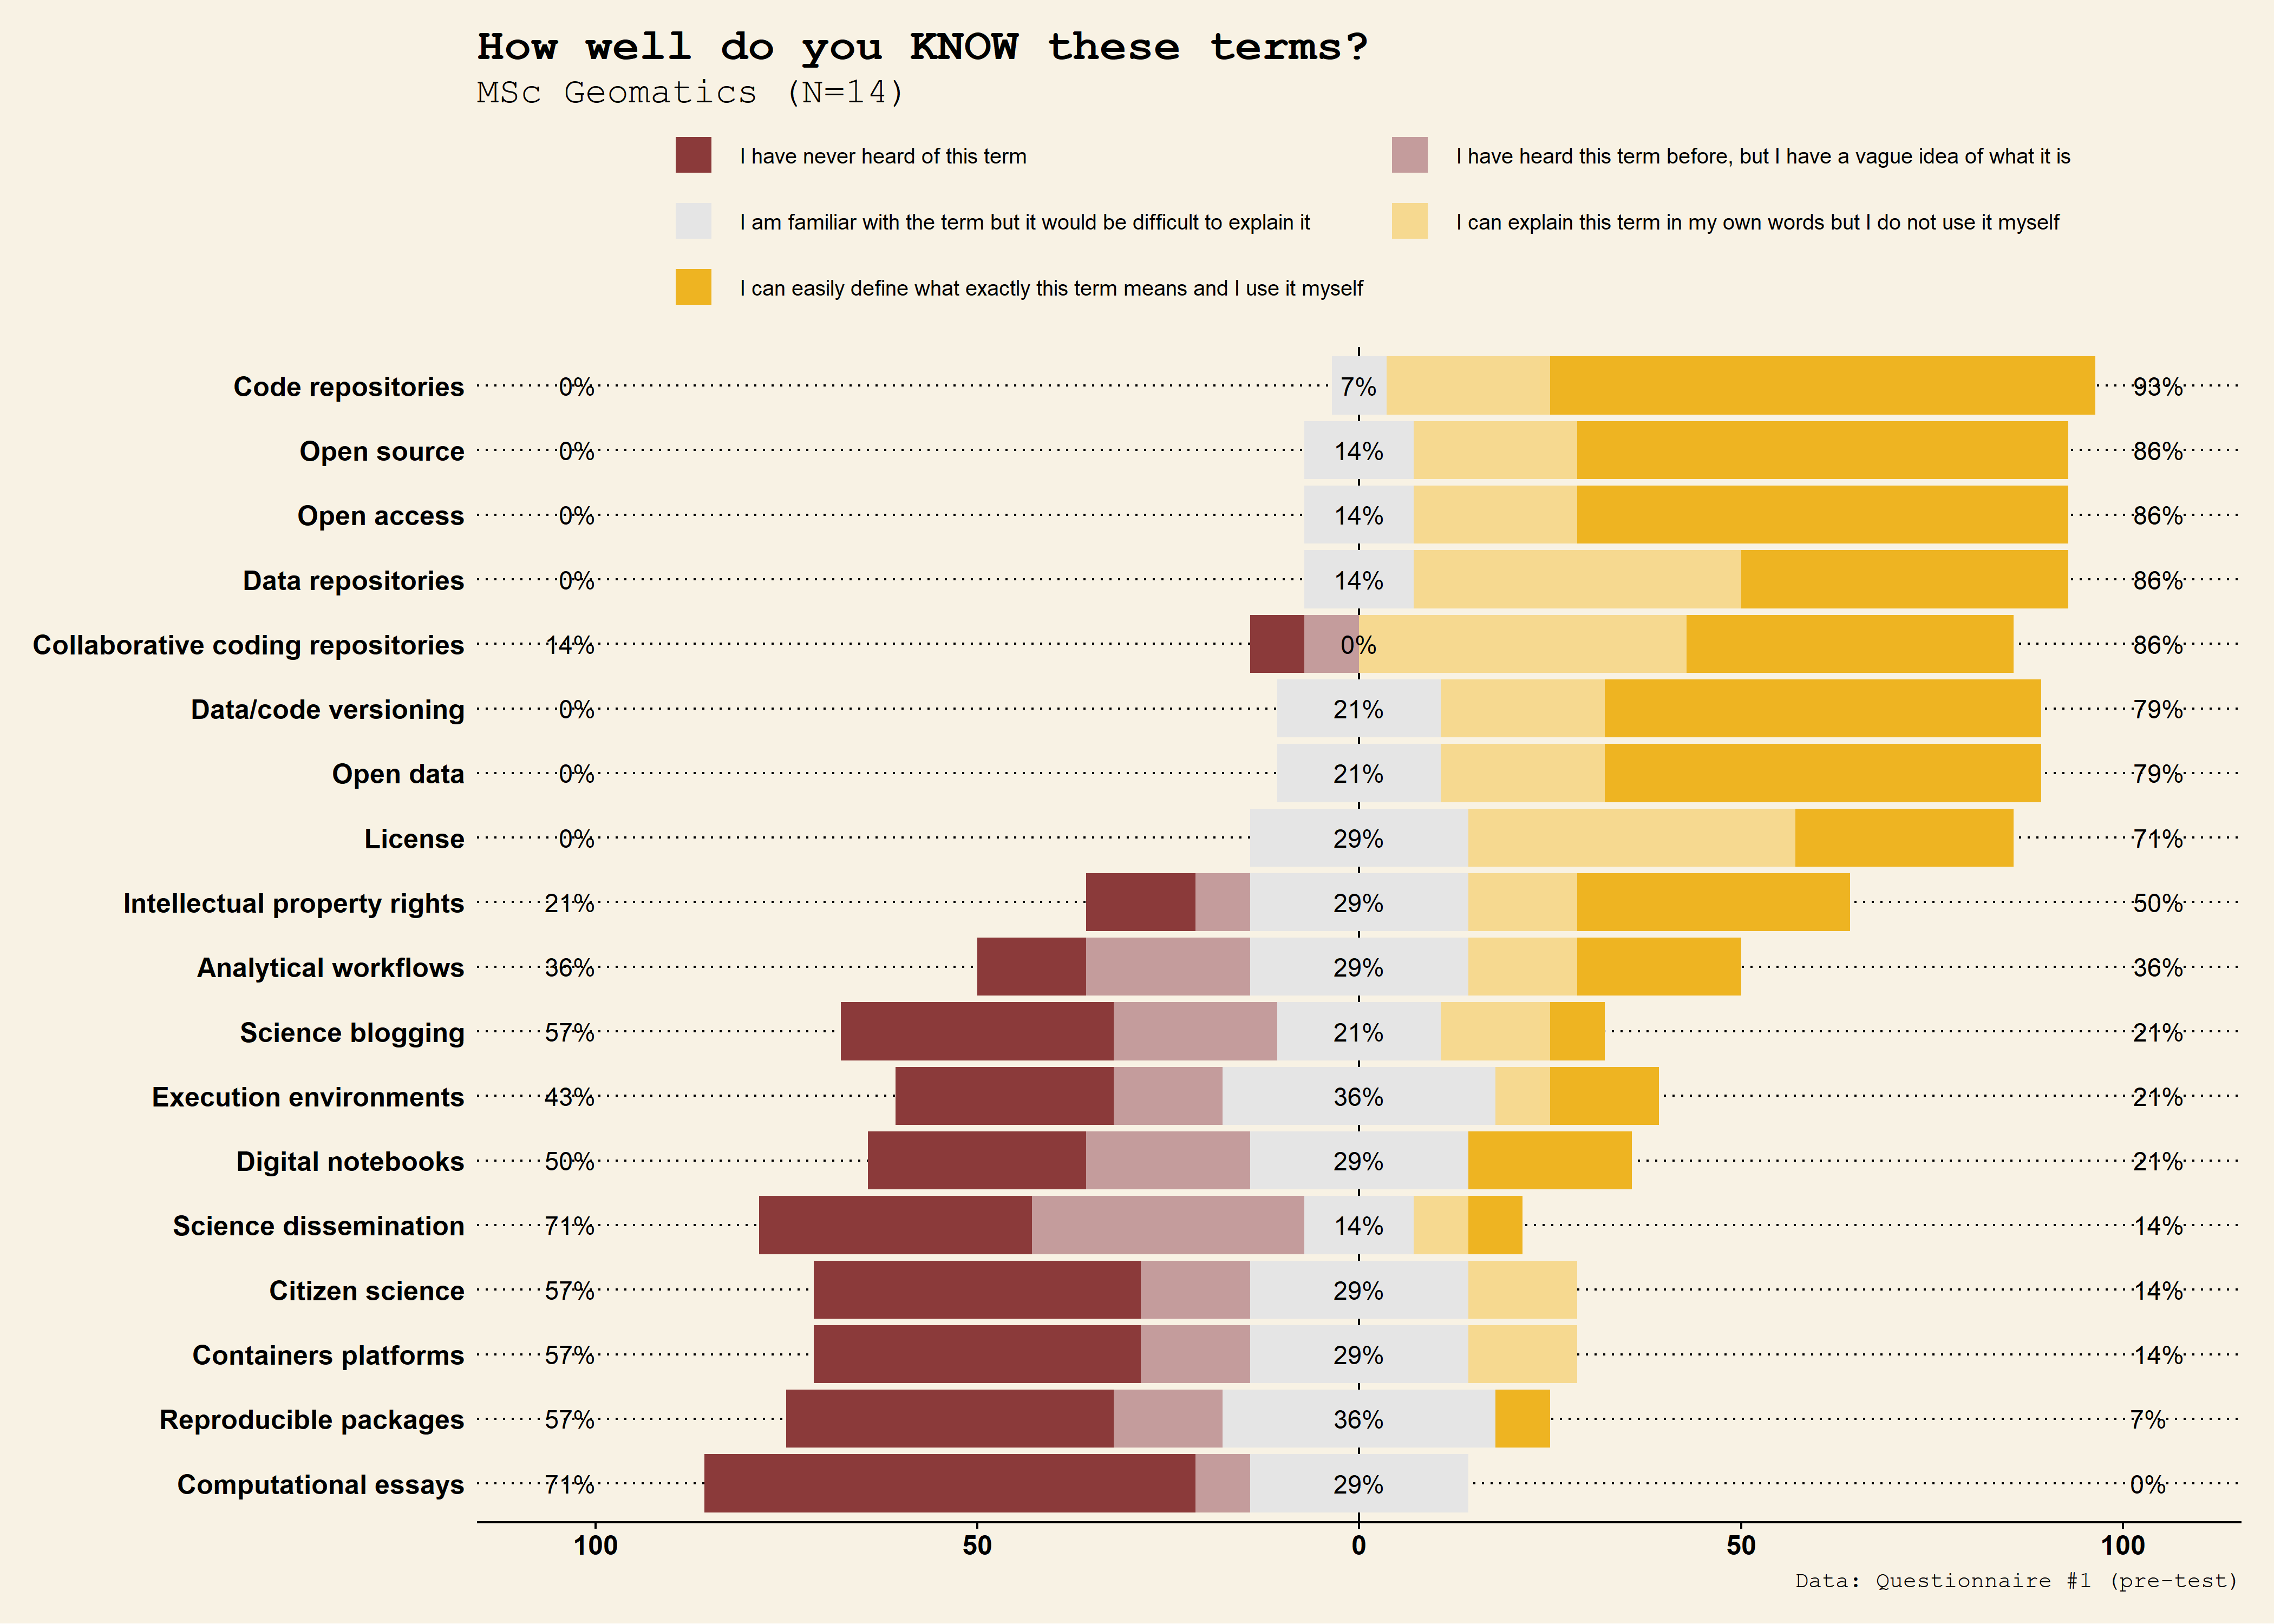 How well do you KNOW these terms?
MSc Geomatics (N=14)
I have never heard of this term
I have heard this term before, but I have a vague idea of what it is
I am familiar with the term but it would be difficult to explain it
I can explain this term in my own words but I do not use it myself
I can easily define what exactly this term means and I use it myself
Code repositories 0% 7% 93%
Open source 0% 14% 86%
Open access 0% 14% 86%
Data repositories 0% 14% 86%
Collaborative coding repositories 14% 0% 86%
Data/code versioning 0% 21% 79%
Open data 0% 21% 79%
License 0% 29% 71%
Intellectual property rights 21% 29% 50%
Analytical workflows 36% 29% 36%
Science blogging 57% 21% 21%
Execution environments 43% 36% 21%
Digital notebooks 50% 29% 21%
Science dissemination 71% 14% 14%
Citizen science 57% 29% 14%
Containers platforms 57% 29% 14%
Reproducible packages 57% 36% 7%
Computational essays 71% 29% 0%
100 50 0 50 100
Data: Questionnaire #1 (pre-test)